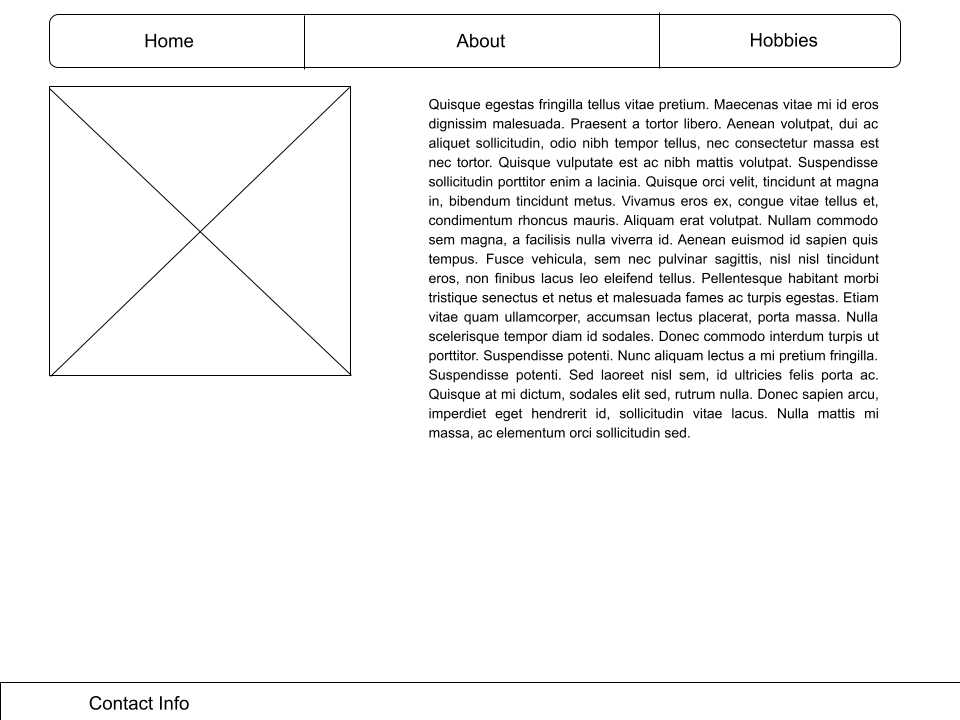 Home
About
Hobbies
Quisque egestas fringilla tellus vitae pretium. Maecenas vitae mi id eros
dignissim malesuada. Praesent a tortor libero. Aenean volutpat, dui ac
aliquet sollicitudin, odio nibh tempor tellus, nec consectetur massa est
nec tortor. Quisque vulputate est ac nibh mattis volutpat. Suspendisse
sollicitudin porttitor enim a lacinia. Quisque orci velit, tincidunt at magna
in, bibendum tincidunt metus. Vivamus eros ex, congue vitae tellus et,
condimentum rhoncus mauris. Aliquam erat volutpat. Nullam commodo
sem magna, a facilisis nulla viverra id. Aenean euismod id sapien quis
tempus. Fusce vehicula, sem nec pulvinar sagittis, nisl nisl tincidunt
eros, non finibus lacus leo eleifend tellus. Pellentesque habitant morbi
tristique senectus et netus et malesuada fames ac turpis egestas. Etiam
vitae quam ullamcorper, accumsan lectus placerat, porta massa. Nulla
scelerisque tempor diam id sodales. Donec commodo interdum turpis ut
porttitor. Suspendisse potenti. Nunc aliquam lectus a mi pretium fringilla.
Suspendisse potenti. Sed laoreet nisl sem, id ultricies felis porta ac.
Quisque at mi dictum, sodales elit sed, rutrum nulla. Donec sapien arcu,
imperdiet eget hendrerit id, sollicitudin vitae lacus. Nulla mattis mi
massa, ac elementum orci sollicitudin sed.
Contact Info